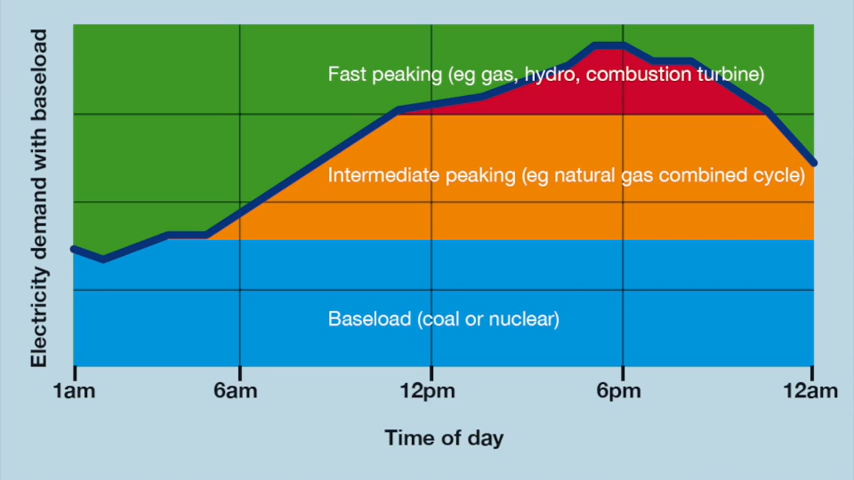 Electricity demand with baseload
Fast peaking (eg gas, hydro, combustion turbine)
Intermediate peaking (eg natural gas combined cycle)
Baseload (coal or nuclear)
1am 6am 12pm 6pm 12am
Time of day